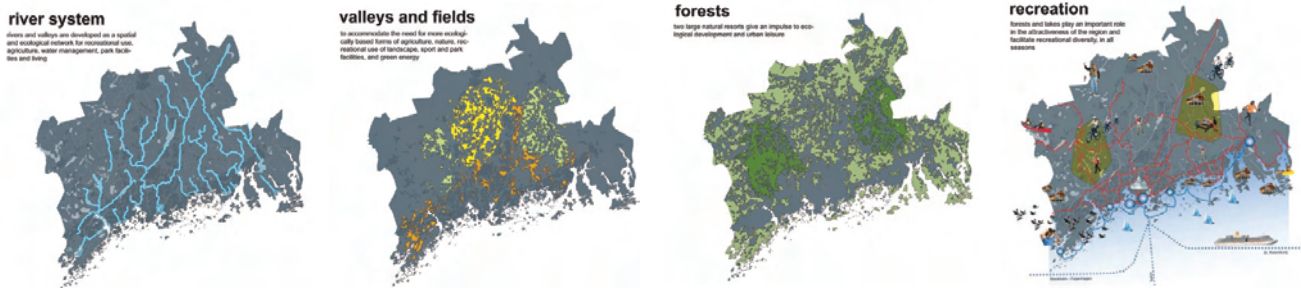 river system
rivers and valleys are developed as a spatial
and ecological network for recreational use,
agriculture, water management, park facili-
ties and living
valleys and fields
to accommodate the need for more ecologi-
ically based forms of agriculture, nature, rec-
reational use of landscape, sport and park
facilities, and green energy
forests
two large natural resorts give an impulse to eco-
logical development and urban leisure
recreation
forests and lakes play an important role
in the attractiveness of the region and
facilitate recreational diversity, in all
seasons